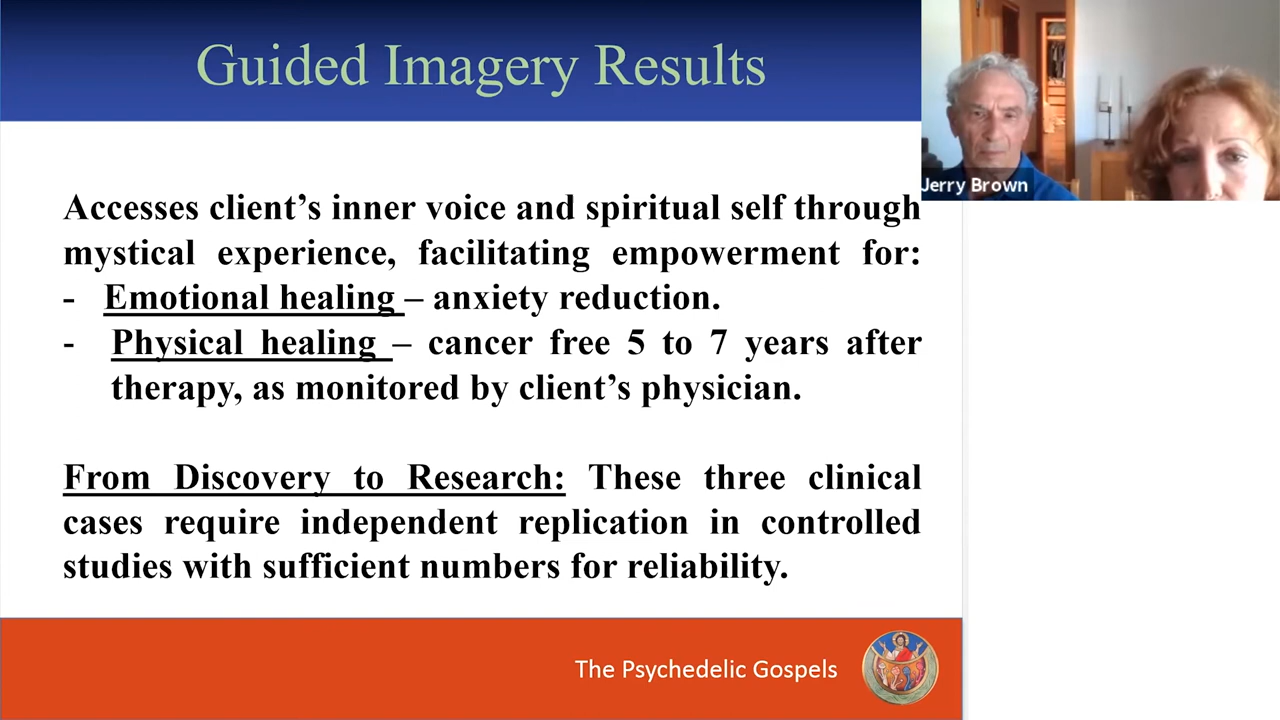 Guided Imagery Results
Jerry Brown
Accesses client's inner voice and spiritual self through
mystical experience, facilitating empowerment for:
- Emotional healing – anxiety reduction.
- Physical healing – cancer free 5 to 7 years after
therapy, as monitored by client's physician.
From Discovery to Research: These three clinical
cases require independent replication in controlled
studies with sufficient numbers for reliability.
The Psychedelic Gospels